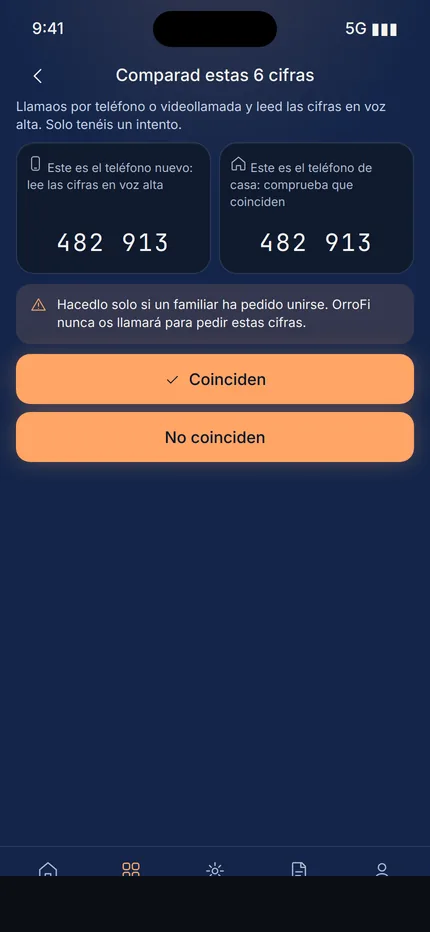 9:41
5G
Comparad estas 6 cifras
Llamaos por teléfono o videollamada y leed las cifras en voz
alta. Solo tenéis un intento.
Este es el teléfono nuevo:
lee las cifras en voz alta
482 913
Este es el teléfono de
casa: comprueba que
coinciden
482 913
Hacedlo solo si un familiar ha pedido unirse. OrroFi
nunca os llamará para pedir estas cifras.
Coinciden
No coinciden